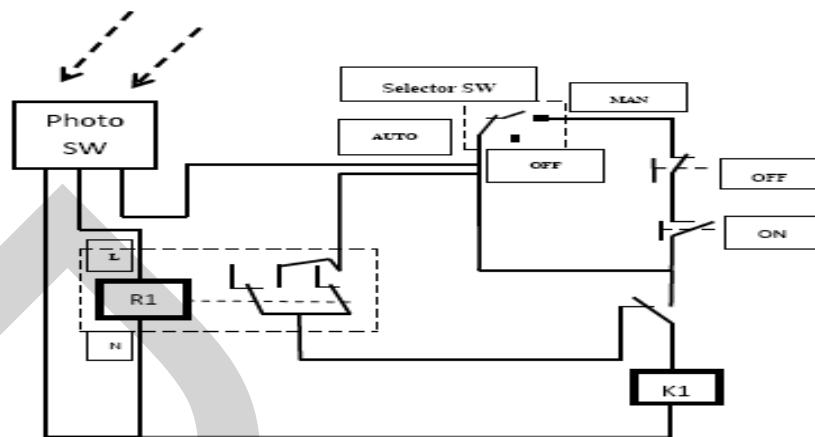 Selector SW
MAN
Photo
SW
AUTO
OFF
OFF
ON
L
R1
N
K1